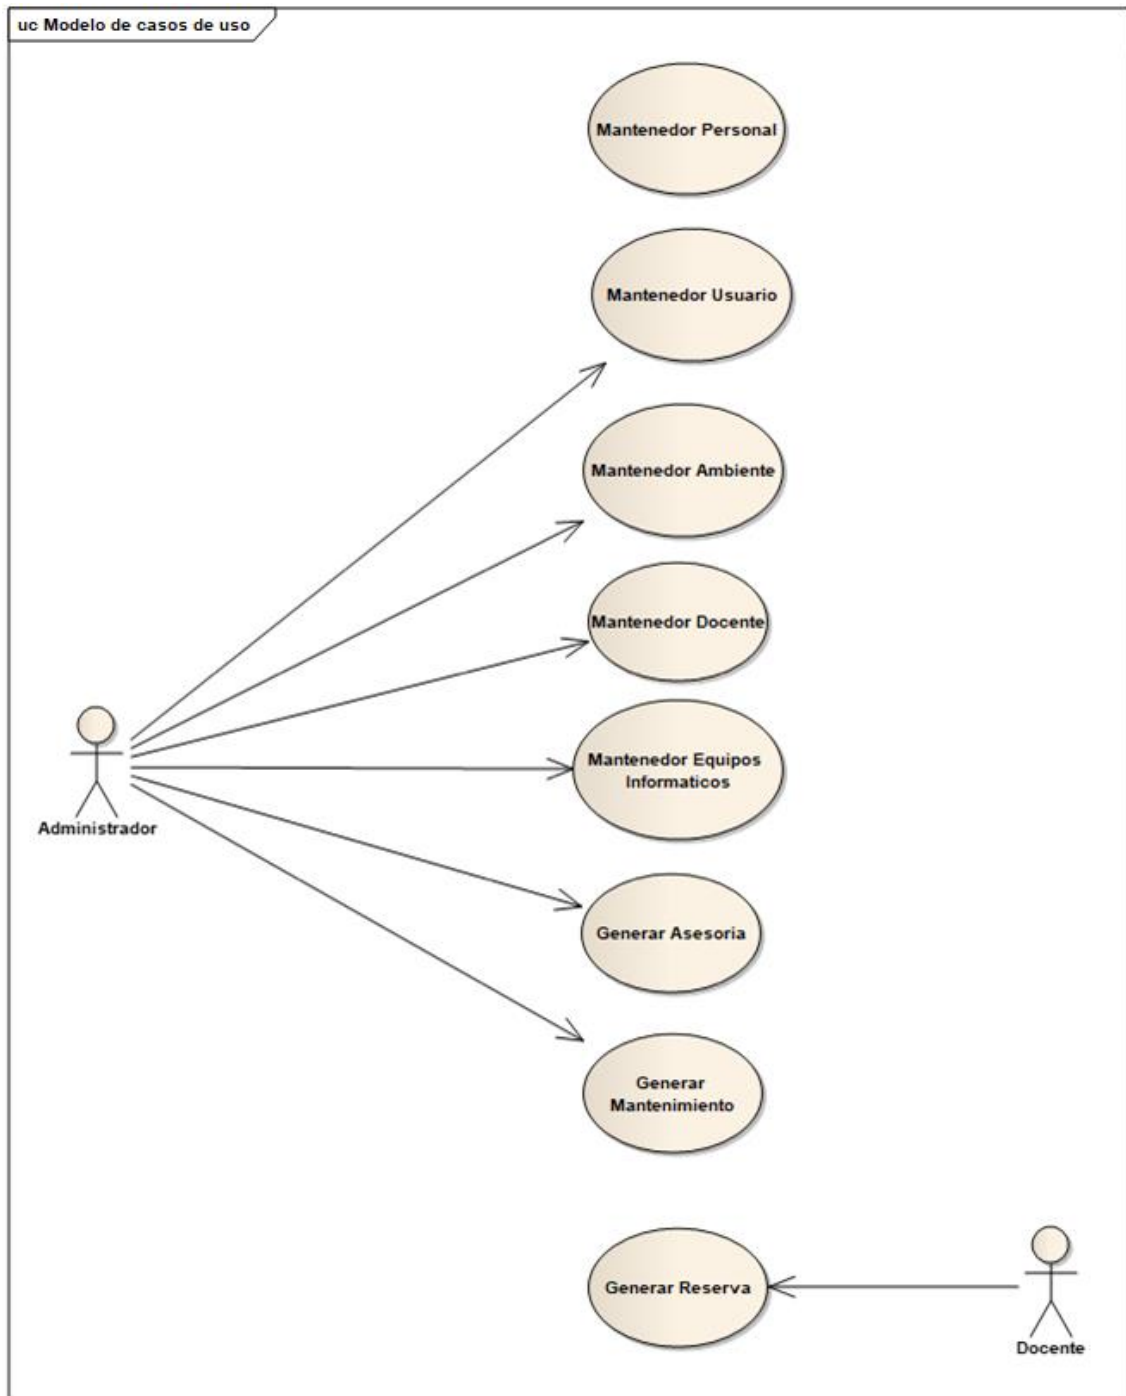 uc Modelo de casos de uso
Mantenedor Personal
Mantenedor Usuario
Mantenedor Ambiente
Mantenedor Docente
Mantenedor Equipos
Informaticos
Administrador
Generar Asesoria
Generar
Mantenimiento
Generar Reserva
Docente